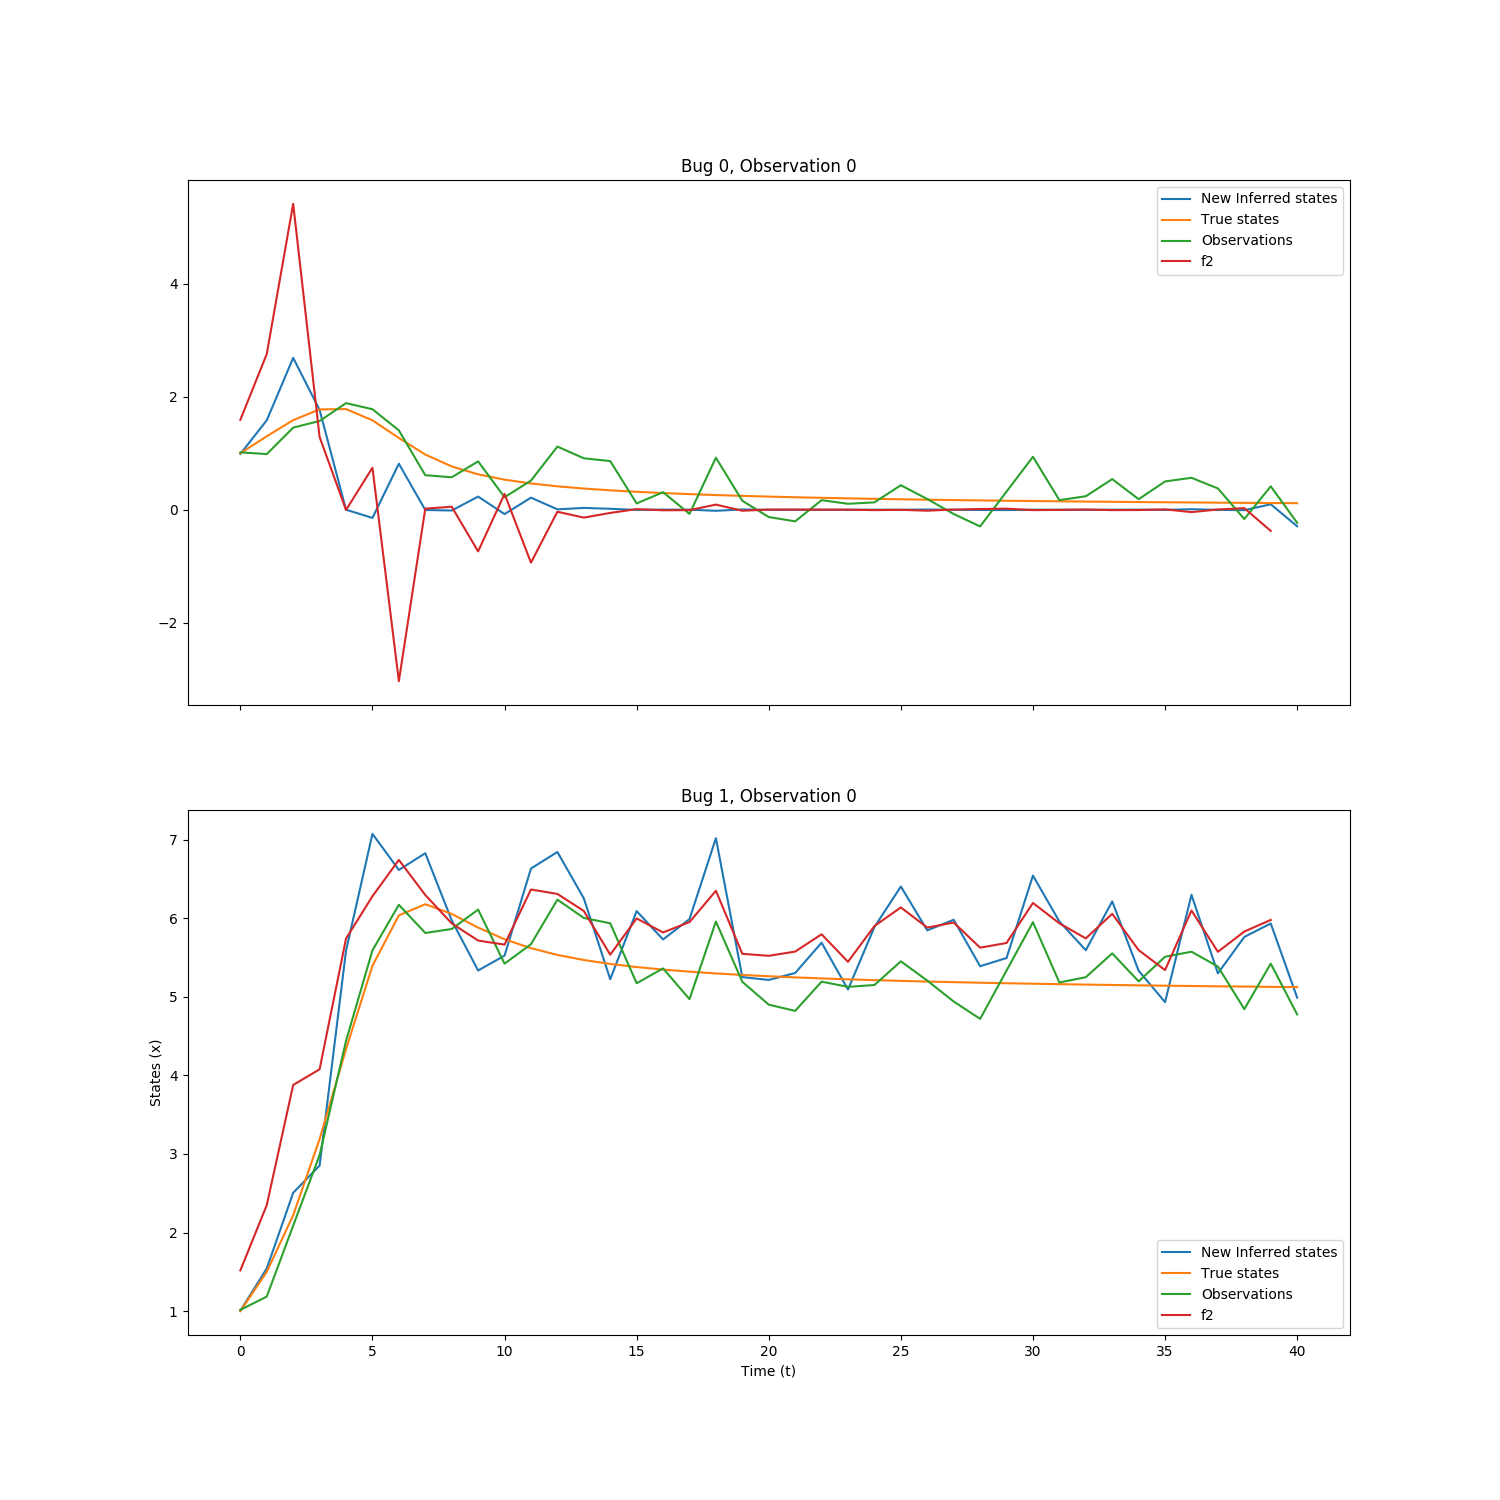 Bug 0, Observation 0
New Inferred states
True states
Observations
f2
4
2
0
−2
Bug 1, Observation 0
7
6
5
4
3
2
1
States (x)
New Inferred states
True states
Observations
f2
0 5 10 15 20 25 30 35 40
Time (t)